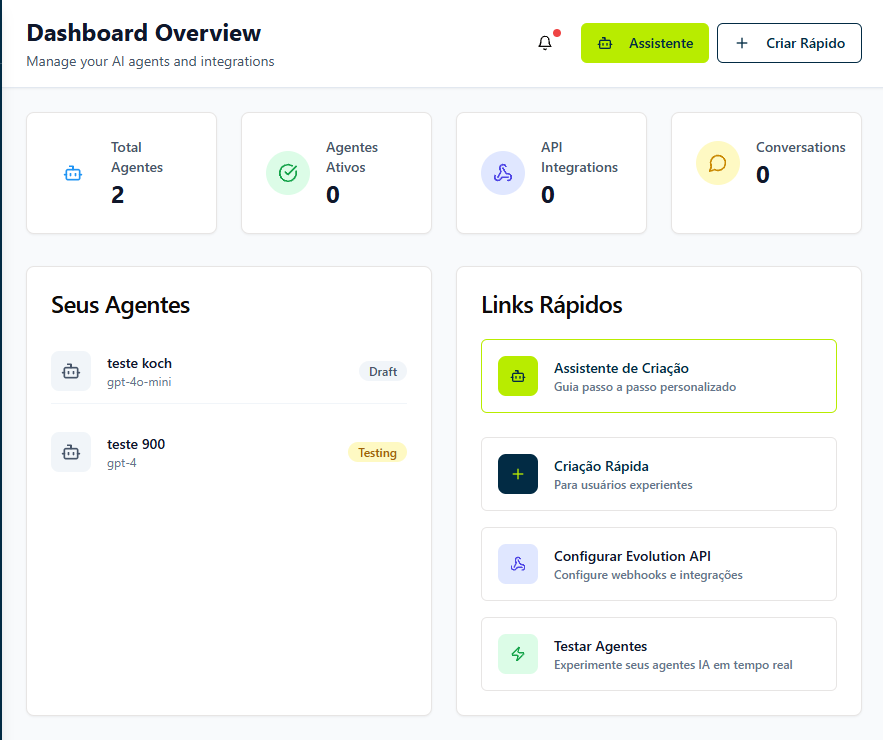 Dashboard Overview
Manage your AI agents and integrations
Assistente
Criar Rápido
Total
Agentes
2
Agentes
Ativos
0
API
Integrations
0
Conversations
0
Seus Agentes
teste koch
gpt-4o-mini
Draft
teste 900
gpt-4
Testing
Links Rápidos
Assistente de Criação
Guia passo a passo personalizado
Criação Rápida
Para usuários experientes
Configurar Evolution API
Configure webhooks e integrações
Testar Agentes
Experimente seus agentes IA em tempo real